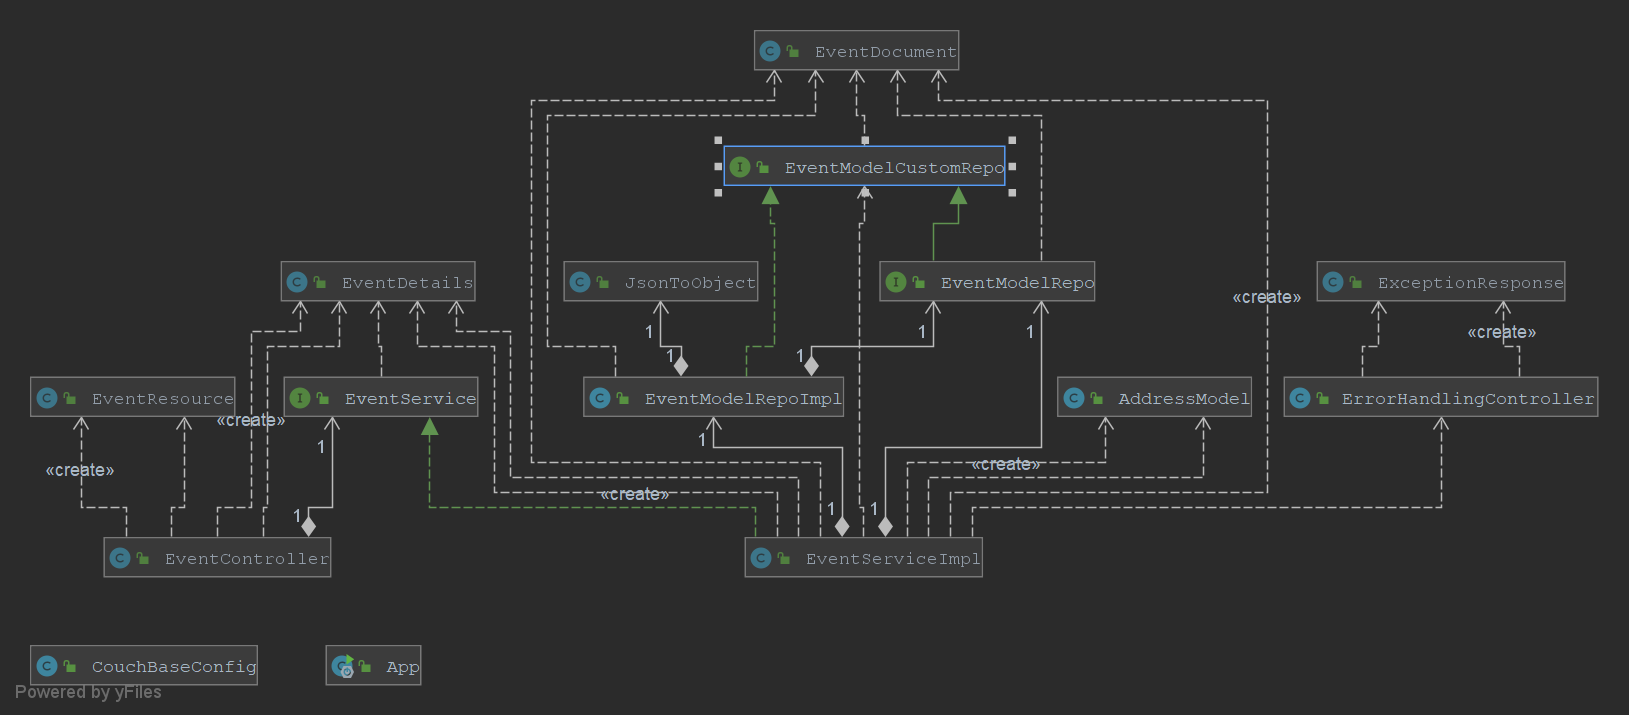 C EventDocument
I EventModelCustomRepo
C EventDetails
C JsonToObject
I EventModelRepo
C ExceptionResponse
«create»
1
1
1
«create»
1
1
C EventResource
I EventService
C EventModelRepoImpl
C AddressModel
C ErrorHandlingController
«create»
1
1
«create»
«create»
«create»
1
1
1
C EventController
C EventServiceImpl
C CouchBaseConfig
C App
Powered by yFiles